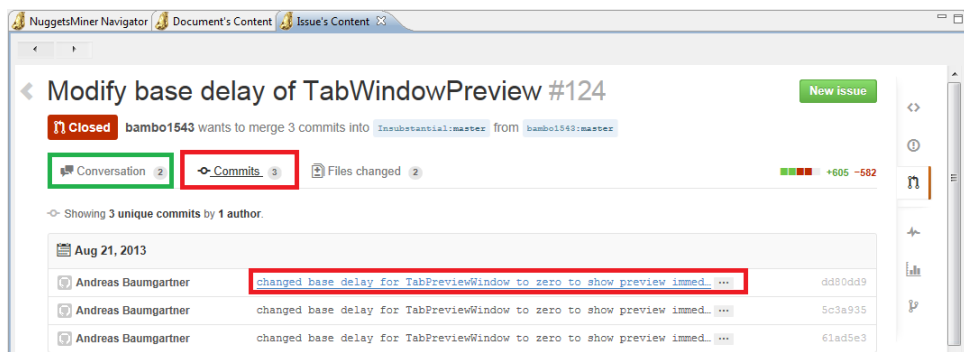 NuggetsMiner Navigator Document's Content Issue's Content
Modify base delay of TabWindowPreview #124
New issue
Closed bambo1543 wants to merge 3 commits into Insubstantial:master from bambo1543:master
Conversation 2 Commits 3 Files changed 2 +605 −582
Showing 3 unique commits by 1 author.
Aug 21, 2013
Andreas Baumgartner changed base delay for TabPreviewWindow to zero to show preview immed… ... dd80dd9
Andreas Baumgartner changed base delay for TabPreviewWindow to zero to show preview immed… ... 5c3a935
Andreas Baumgartner changed base delay for TabPreviewWindow to zero to show preview immed… ... 61ad5e3